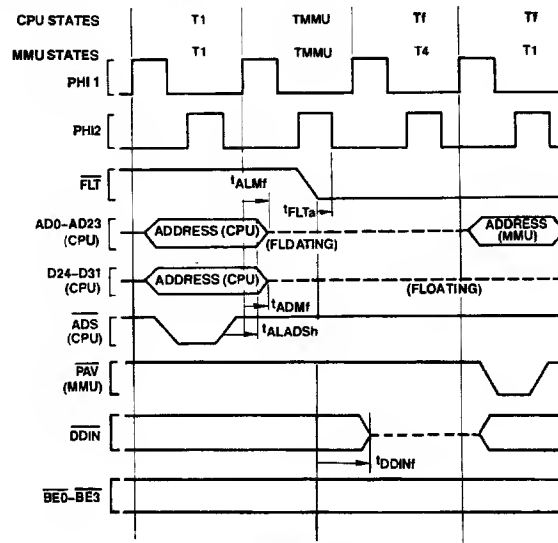 CPU STATES T1 TMMU Tf Tf
MMU STATES T1 TMMU T4 T1
PHI 1
PHI2
FLT
tALMf
tFLTa
AD0–AD23
(CPU)
ADDRESS (CPU)
(FLDATING)
ADDRESS
(MMU)
D24–D31
(CPU)
ADDRESS (CPU)
(FLOATING)
tADMf
ADS
(CPU)
tALADSh
PAV
(MMU)
DDIN
tDDINf
BE0–BE3